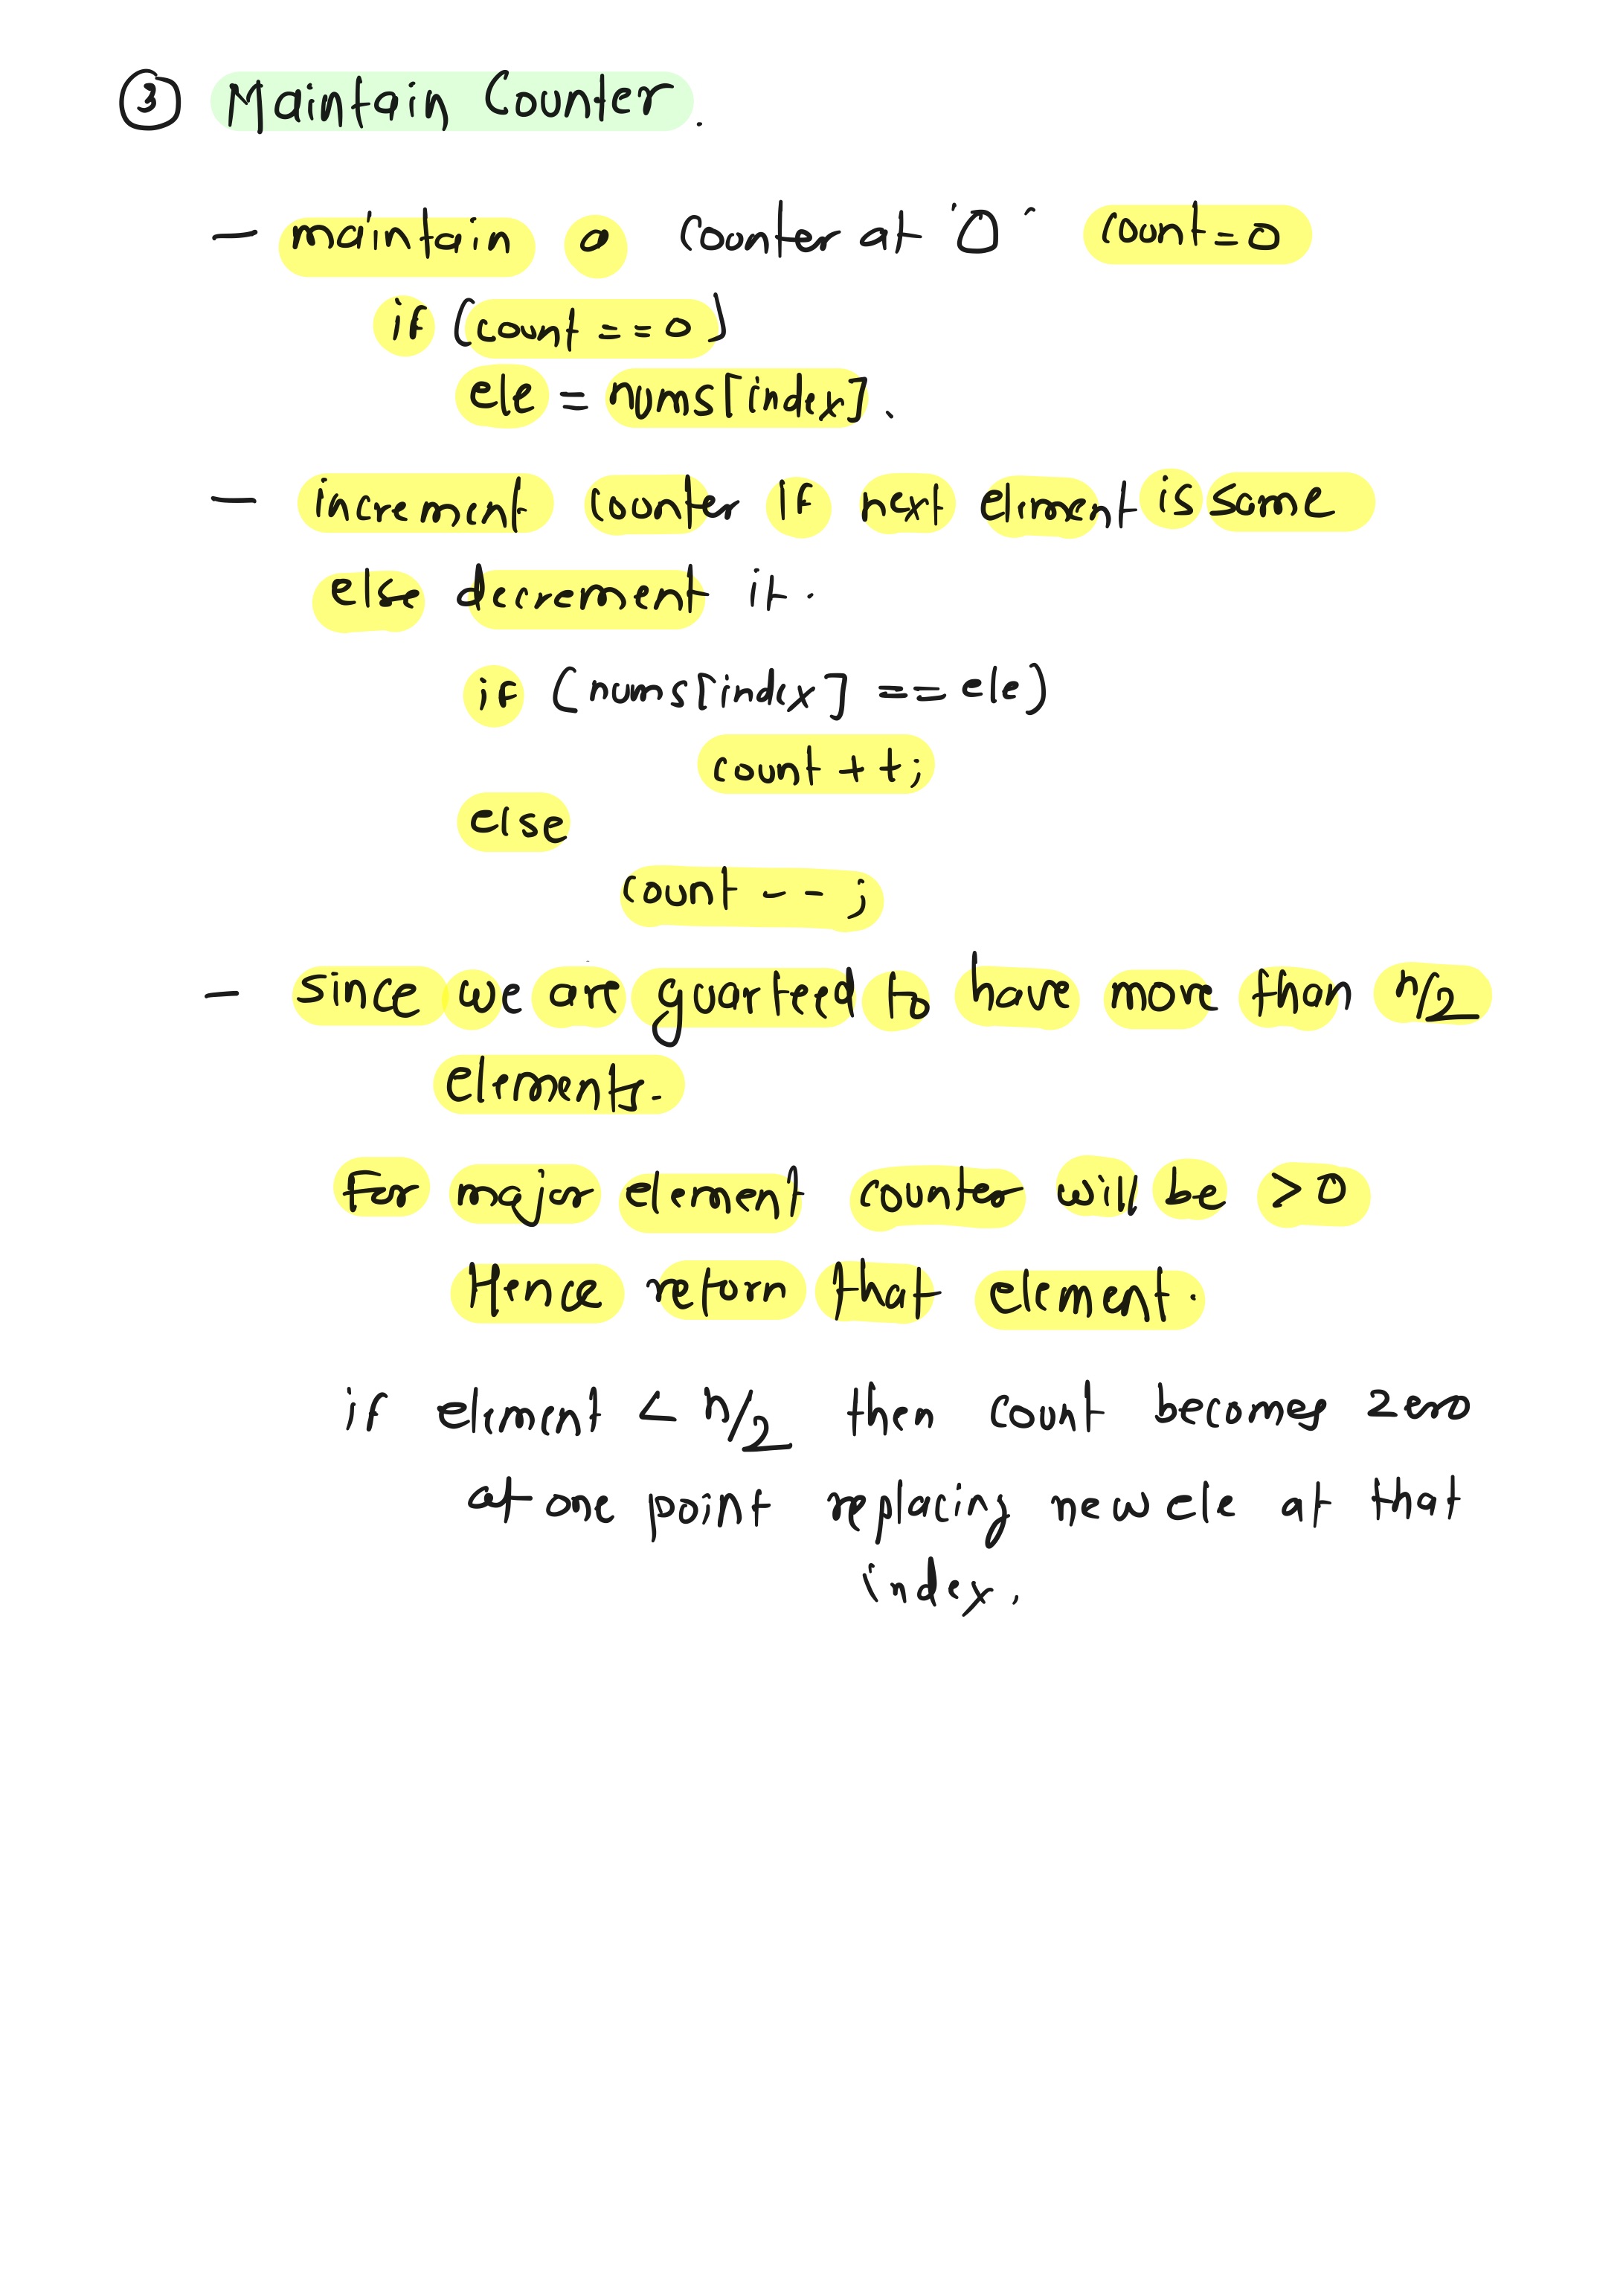 ③ Maintain Counter.
— maintain a counter at '0' count = 0
if (count == 0)
ele = nums[index].
— increment counter if next element is same
else decrement it.
if (nums[index] == ele)
count ++;
else
count --;
— since we are guarteed to have more than n/2
elements.
For major element counter will be > 0
Hence return that element.
if element < n/2 then count becomes zero
at one point replacing new ele at that
index.